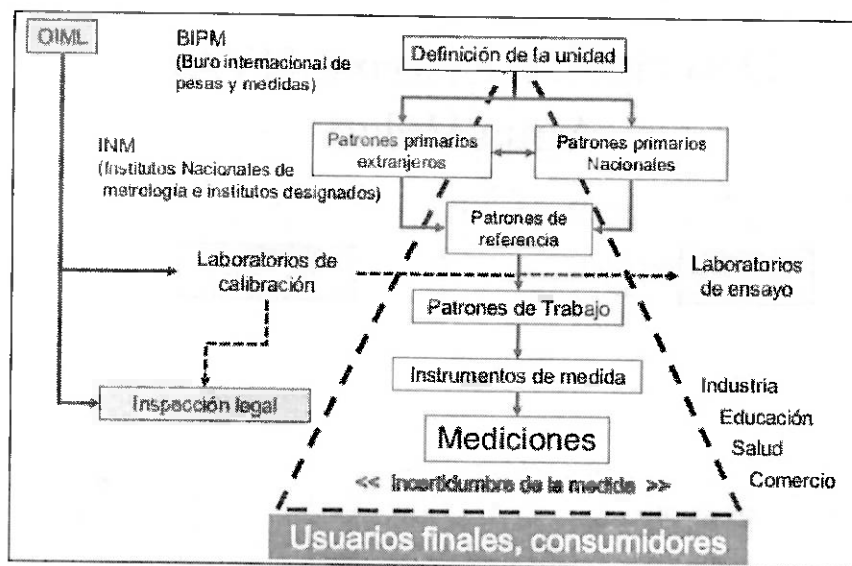 OIML
BIPM
(Buro internacional de
pesas y medidas)
Definición de la unidad
INM
(Institutos Nacionales de
metrología e institutos designados)
Patrones primarios
extranjeros
Patrones primarios
Nacionales
Patrones de
referencia
Laboratorios de
calibración
Laboratorios
de ensayo
Patrones de Trabajo
Instrumentos de medida
Inspección legal
Mediciones
Industria
Educación
Salud
Comercio
<< Incertidumbre de la medida >>
Usuarios finales, consumidores